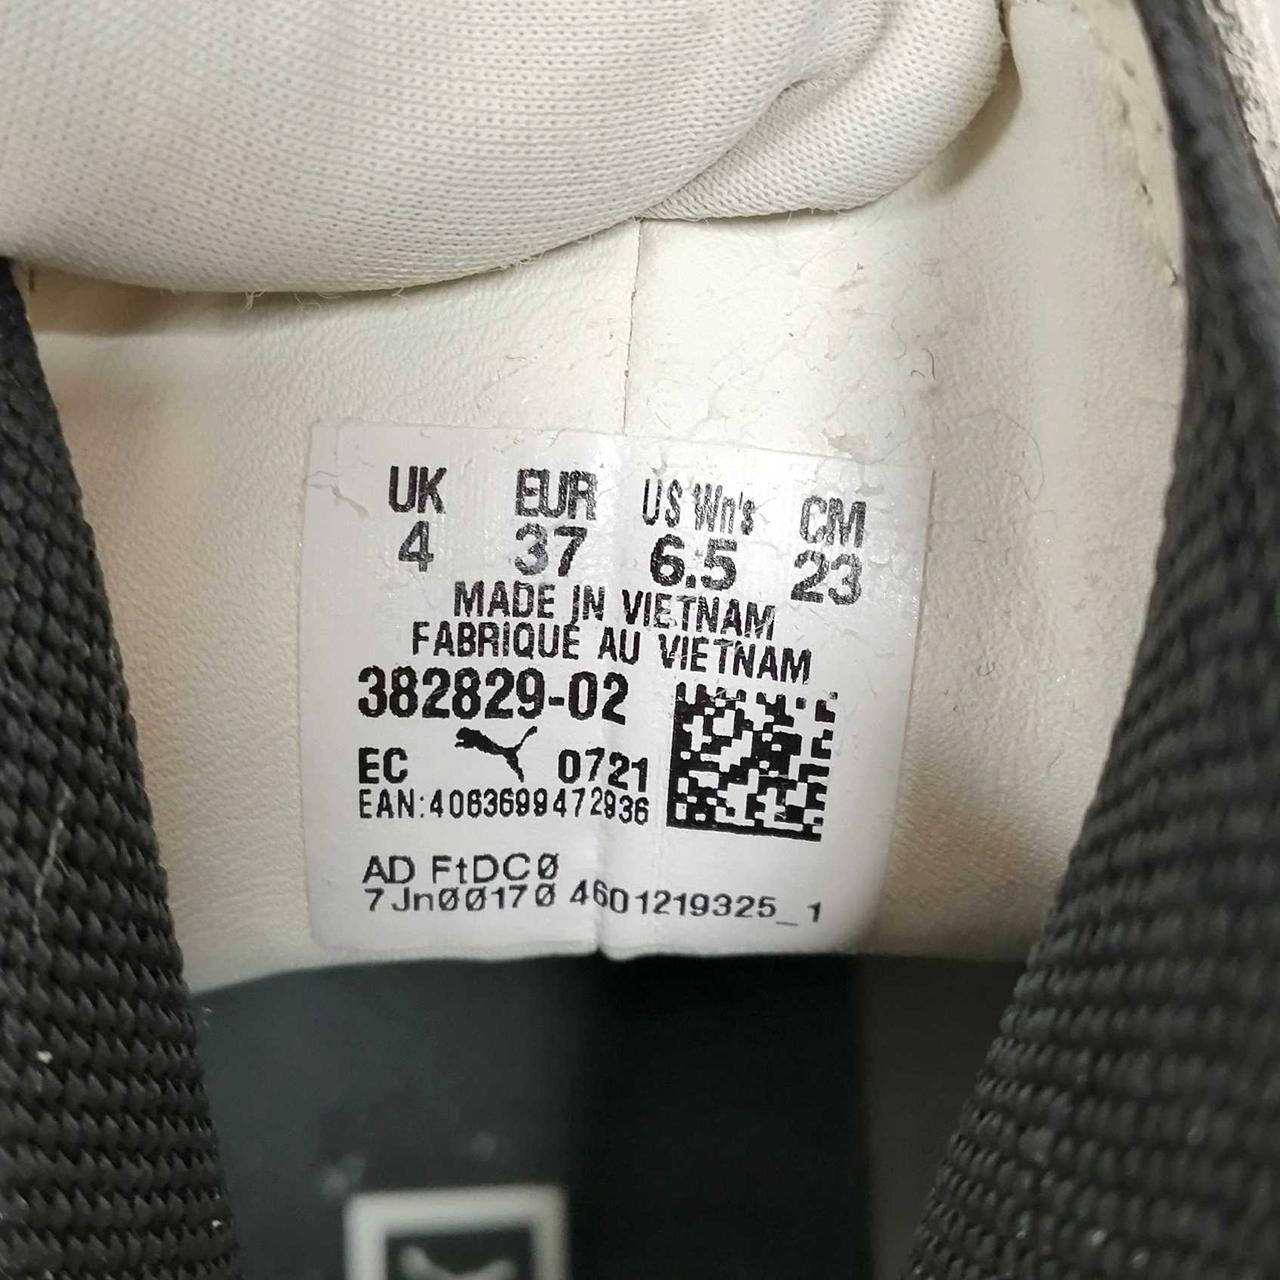 UK EUR US Wn's CM
4 37 6.5 23
MADE IN VIETNAM
FABRIQUE AU VIETNAM
382829-02
EC 0721
EAN:4063699472936
AD FtDC0
7Jn00170 4601219325_1